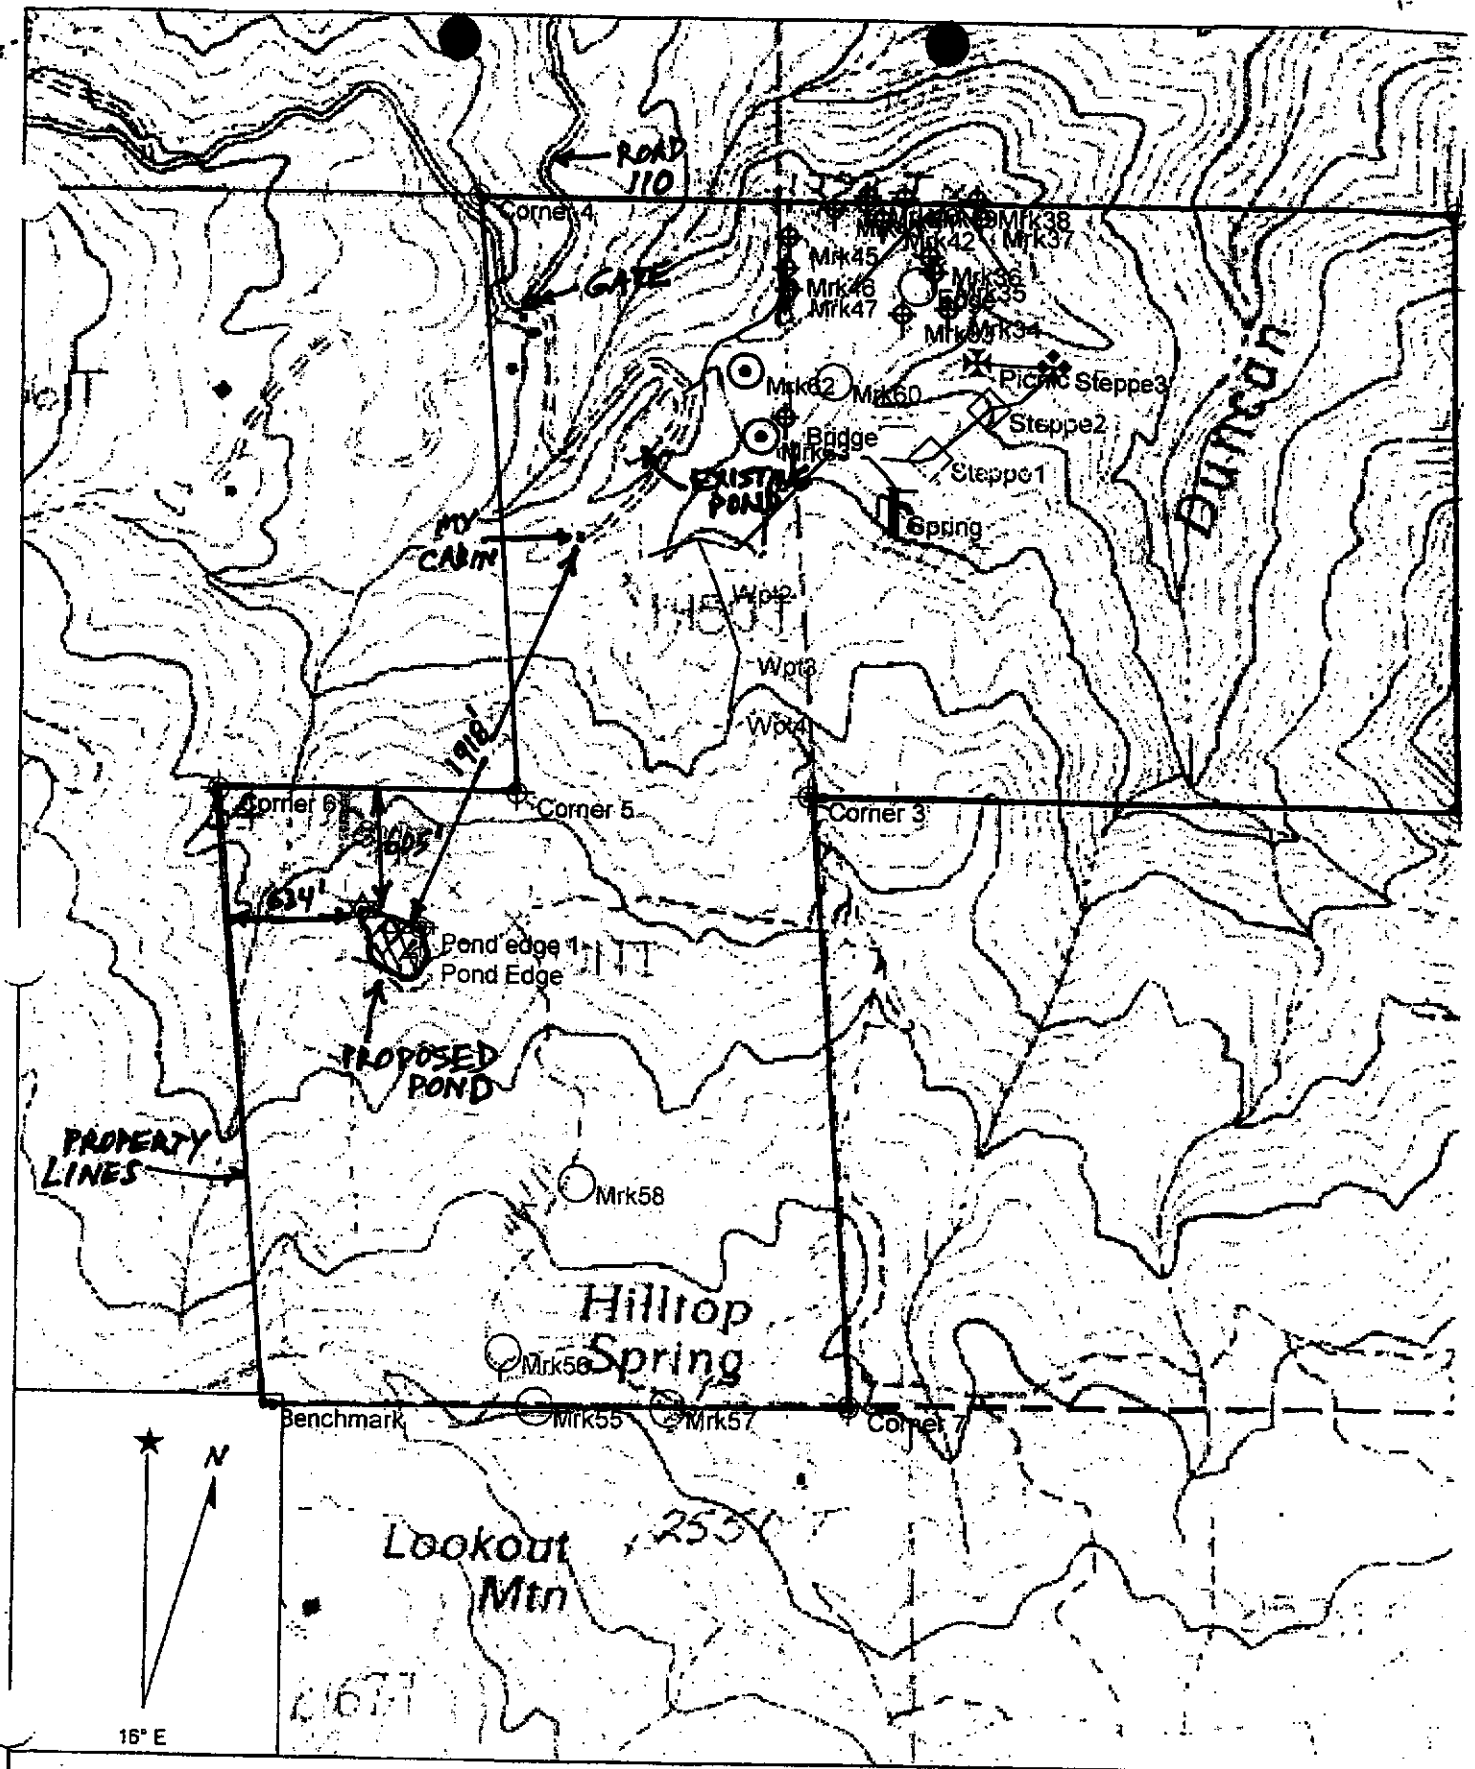 ROAD
110
Corner 4
Mrk38
Mrk42
Mrk37
Mrk45
GATE
Mrk46
Mrk36
Mrk47
Mrk34
Duncan
Mrk62
Mrk60
Picnic
Steppe3
Steppe2
Bridge
Mrk63
Steppe1
EXISTING
POND
MY
CABIN
Spring
Wpt2
Wpt3
Wpt4
1918'
Corner 6
Corner 5
Corner 3
605'
634'
Pond edge 1
Pond Edge
PROPOSED
POND
PROPERTY
LINES
Mrk58
Hilltop
Spring
Mrk56
Benchmark
Mrk55
Mrk57
Corner 7
N
Lookout
Mtn
16° E